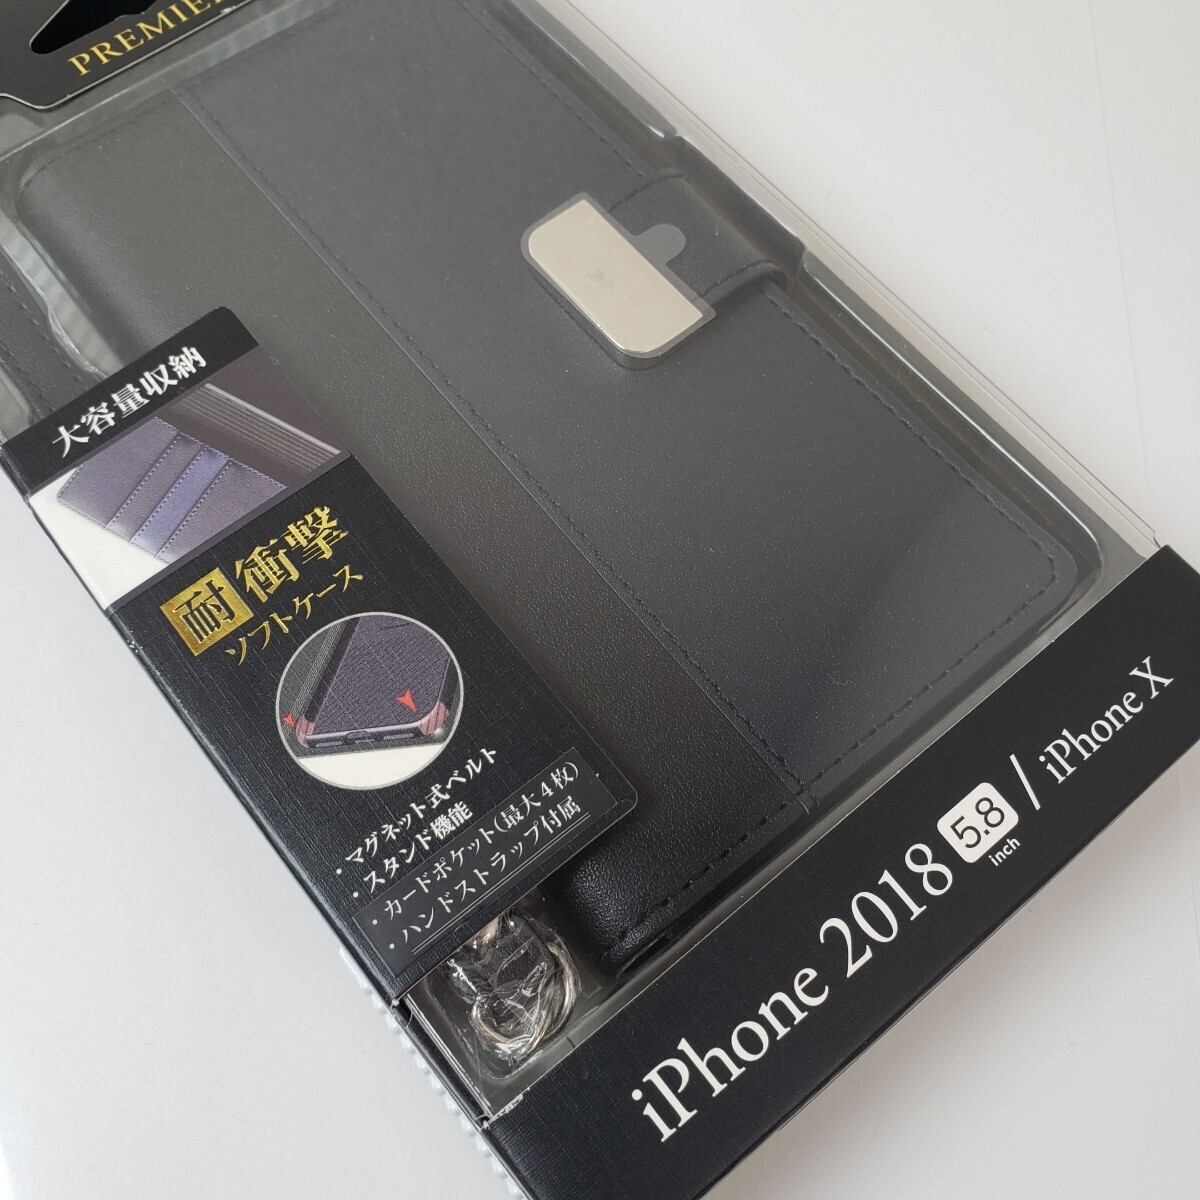 PREMIER
大容量収納
耐衝撃
ソフトケース
・マグネット式ベルト
・スタンド機能
・カードポケット(最大4枚)
・ハンドストラップ付属
iPhone 2018 5.8 inch / iPhone X